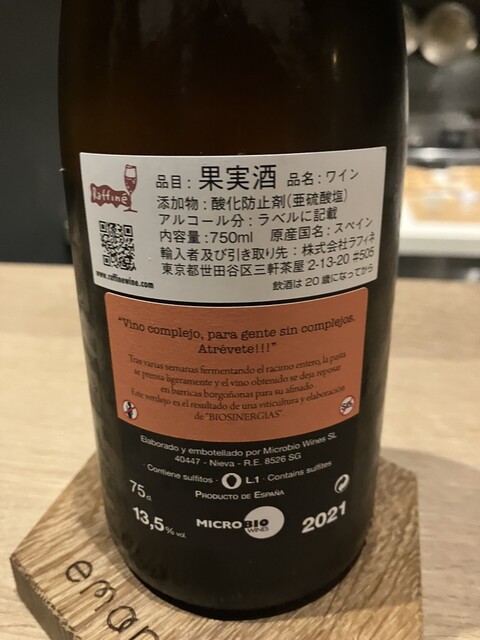 Raffiné
品目：果実酒 品名：ワイン
添加物：酸化防止剤(亜硫酸塩)
アルコール分：ラベルに記載
内容量：750ml 原産国名：スペイン
輸入者及び引き取り先：株式会社ラフィネ
東京都世田谷区三軒茶屋2-13-20 #505
www.raffinewine.com
飲酒は20歳になってから
"Vino complejo, para gente sin complejos.
Atrévete!!!"
Tras varias semanas fermentando el racimo entero, la pasta
se prensa ligeramente y el vino obtenido se deja reposar
en barricas borgoñonas para su afinado.
Este verdejo es el resultado de una viticultura y elaboración
de "BIOSINERGIAS".
Elaborado y embotellado por Microbio Wines SL
40447 - Nieva - R.E. 8526 SG
· Contiene sulfitos · L.1 · Contains sulfites
PRODUCTO DE ESPAÑA
75cl.
13,5% vol.
MICROBIO
WINES
2021